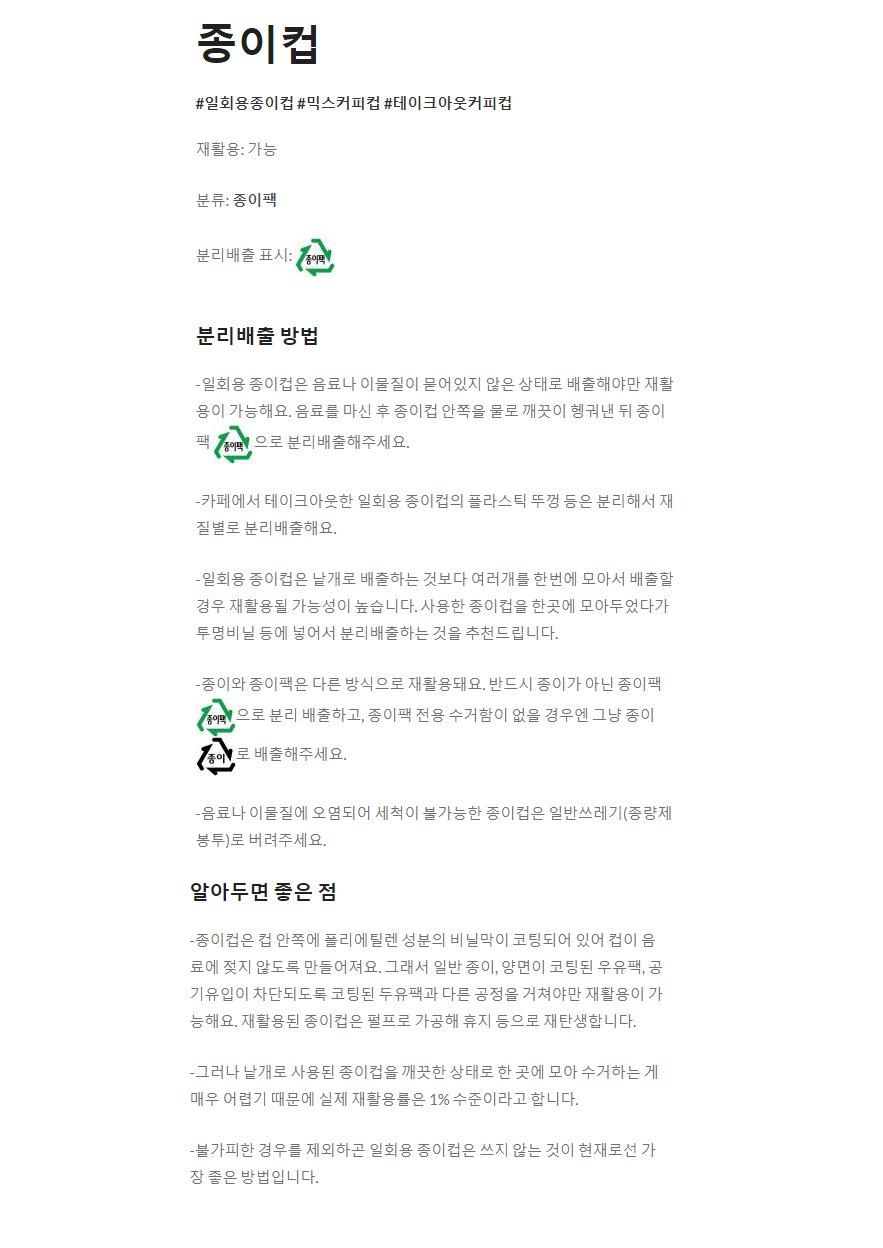 종이컵
#일회용종이컵 #믹스커피컵 #테이크아웃커피컵
재활용: 가능
분류: 종이팩
분리배출 표시: 종이팩
분리배출 방법
-일회용 종이컵은 음료나 이물질이 묻어있지 않은 상태로 배출해야만 재활
용이 가능해요. 음료를 마신 후 종이컵 안쪽을 물로 깨끗이 헹궈낸 뒤 종이
팩 종이팩 으로 분리배출해주세요.
-카페에서 테이크아웃한 일회용 종이컵의 플라스틱 뚜껑 등은 분리해서 재
질별로 분리배출해요.
-일회용 종이컵은 낱개로 배출하는 것보다 여러개를 한번에 모아서 배출할
경우 재활용될 가능성이 높습니다. 사용한 종이컵을 한곳에 모아두었다가
투명비닐 등에 넣어서 분리배출하는 것을 추천드립니다.
-종이와 종이팩은 다른 방식으로 재활용돼요. 반드시 종이가 아닌 종이팩
종이팩 으로 분리 배출하고, 종이팩 전용 수거함이 없을 경우엔 그냥 종이
종이 로 배출해주세요.
-음료나 이물질에 오염되어 세척이 불가능한 종이컵은 일반쓰레기(종량제
봉투)로 버려주세요.
알아두면 좋은 점
-종이컵은 컵 안쪽에 폴리에틸렌 성분의 비닐막이 코팅되어 있어 컵이 음
료에 젖지 않도록 만들어져요. 그래서 일반 종이, 양면이 코팅된 우유팩, 공
기유입이 차단되도록 코팅된 두유팩과 다른 공정을 거쳐야만 재활용이 가
능해요. 재활용된 종이컵은 펄프로 가공해 휴지 등으로 재탄생합니다.
-그러나 낱개로 사용된 종이컵을 깨끗한 상태로 한 곳에 모아 수거하는 게
매우 어렵기 때문에 실제 재활용률은 1% 수준이라고 합니다.
-불가피한 경우를 제외하곤 일회용 종이컵은 쓰지 않는 것이 현재로선 가
장 좋은 방법입니다.